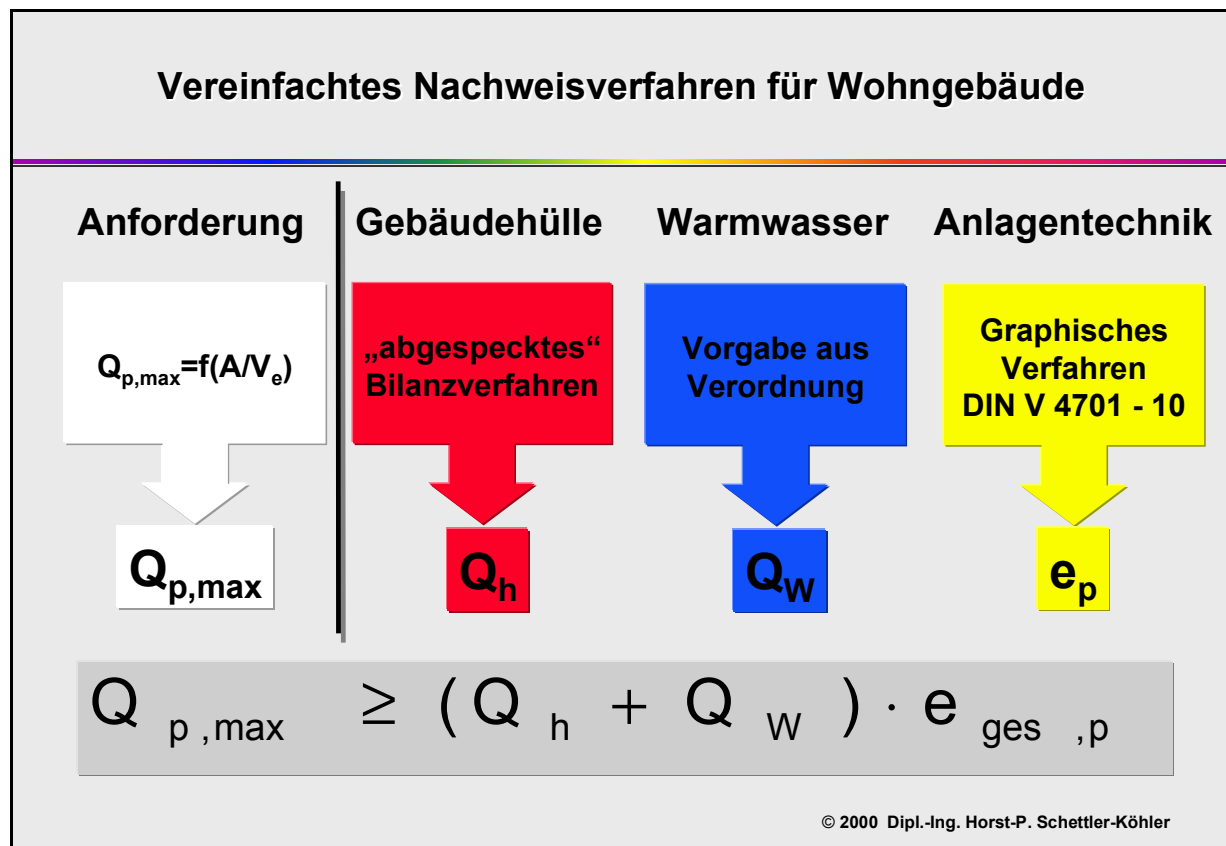 Vereinfachtes Nachweisverfahren für Wohngebäude
Anforderung
Gebäudehülle
Warmwasser
Anlagentechnik
Qp,max=f(A/Ve)
„abgespecktes“
Bilanzverfahren
Vorgabe aus
Verordnung
Graphisches
Verfahren
DIN V 4701 - 10
Qp,max
Qh
QW
ep
Q p ,max ≥ ( Q h + Q W ) · e ges ,p
© 2000 Dipl.-Ing. Horst-P. Schettler-Köhler